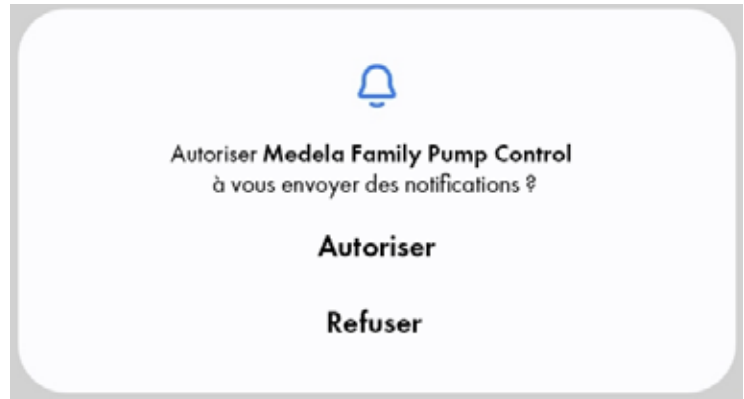 Autoriser Medela Family Pump Control
à vous envoyer des notifications ?
Autoriser
Refuser